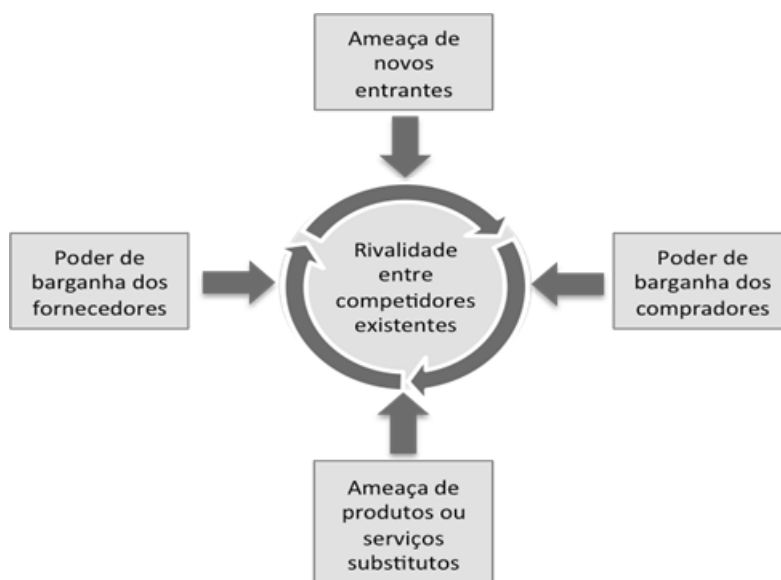 Ameaça de
novos
entrantes
Poder de
barganha dos
fornecedores
Rivalidade
entre
competidores
existentes
Poder de
barganha dos
compradores
Ameaça de
produtos ou
serviços
substitutos